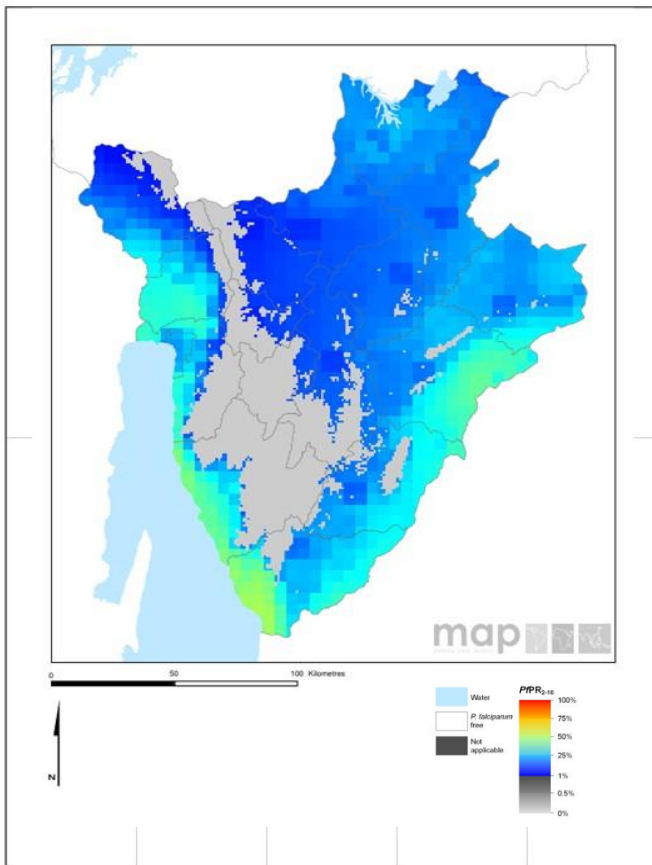 map
0
50
100 Kilometres
N
Water
P. falciparum
free
Not
applicable
PfPR2-10
100%
75%
50%
25%
1%
0.5%
0%